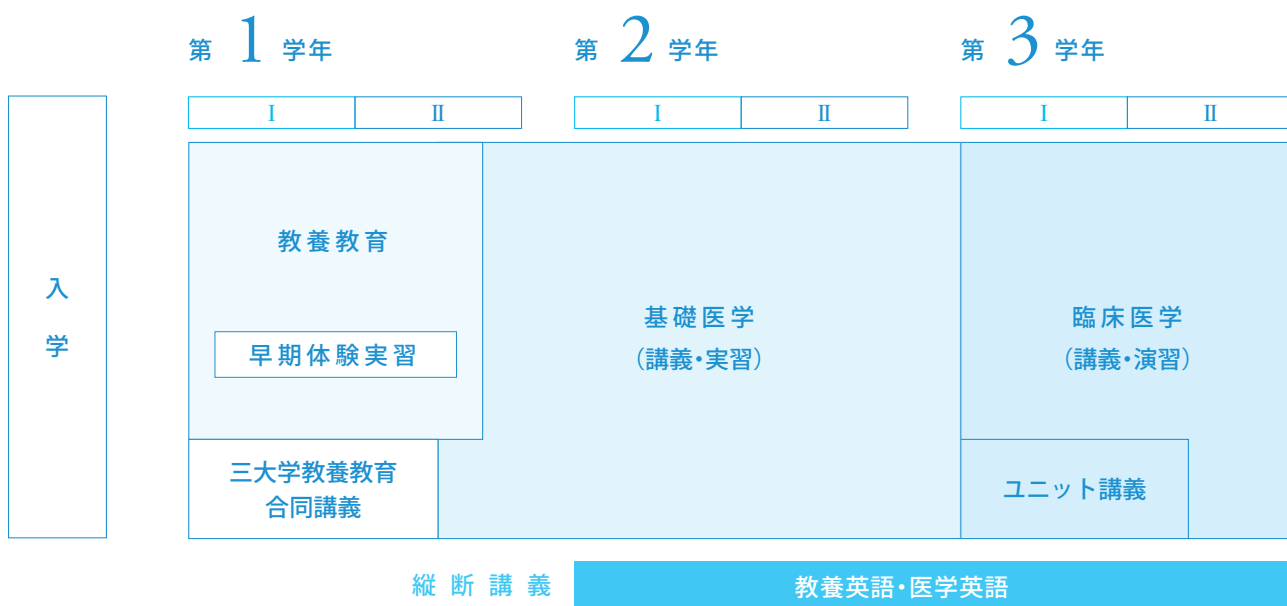 第 1 学年
第 2 学年
第 3 学年
Ⅰ Ⅱ
Ⅰ Ⅱ
Ⅰ Ⅱ
入学
教養教育
早期体験実習
三大学教養教育
合同講義
基礎医学
（講義・実習）
臨床医学
（講義・演習）
ユニット講義
縦断講義
教養英語・医学英語